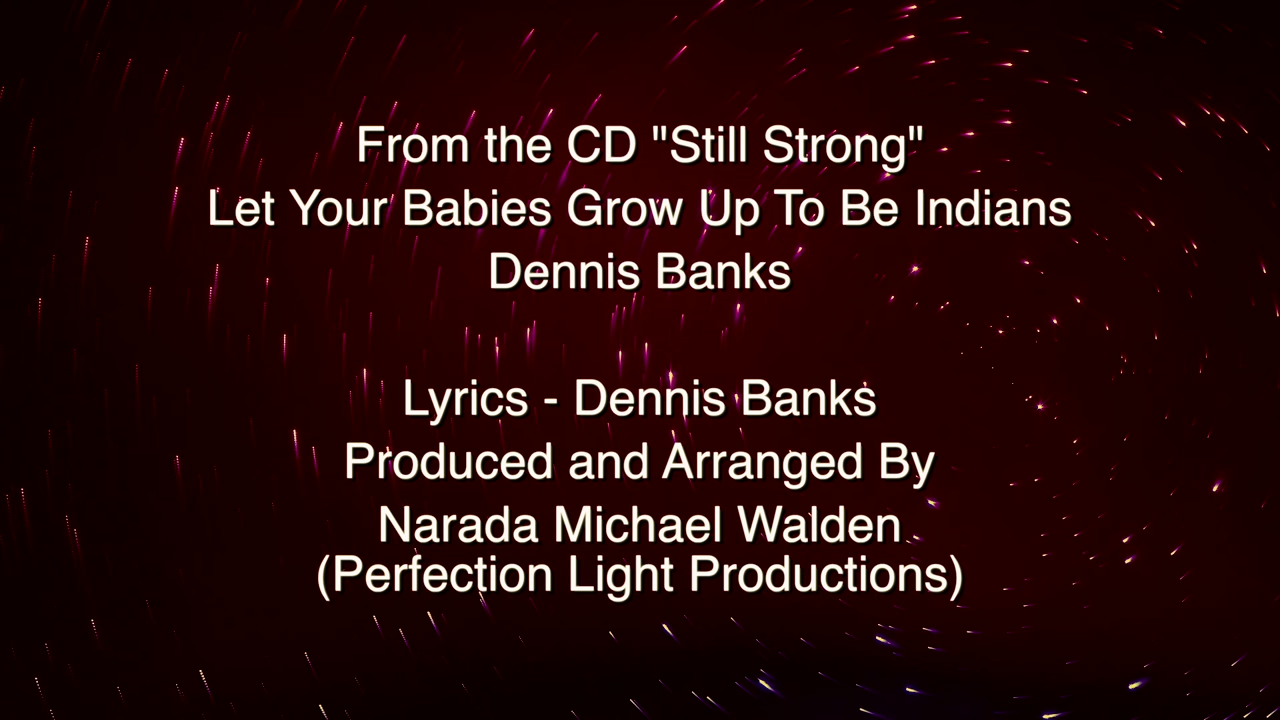 From the CD "Still Strong"
Let Your Babies Grow Up To Be Indians
Dennis Banks
Lyrics - Dennis Banks
Produced and Arranged By
Narada Michael Walden
(Perfection Light Productions)